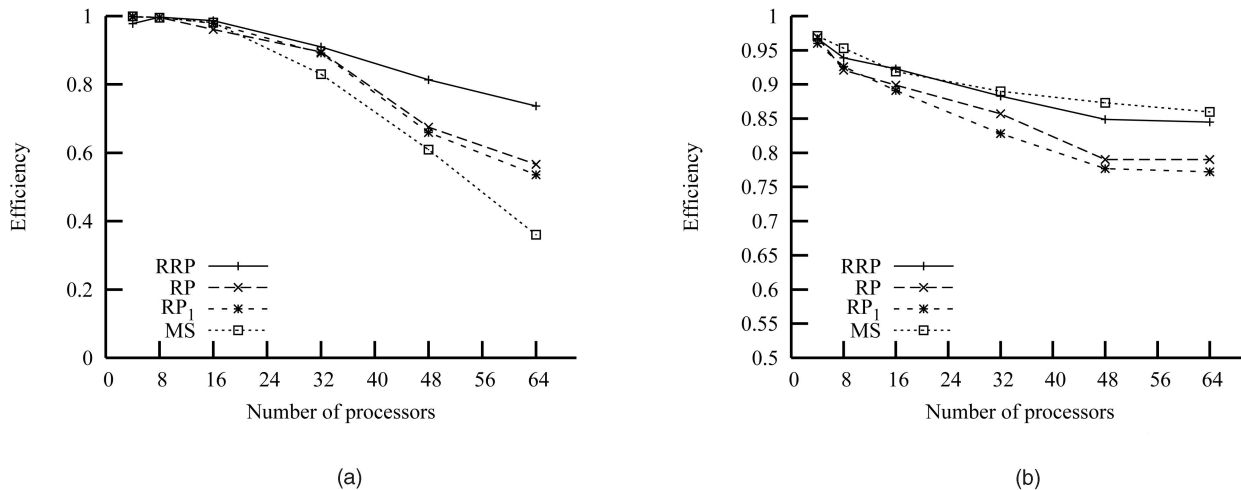 1
0.8
0.6
0.4
0.2
0
Efficiency
RRP
RP
RP1
MS
0 8 16 24 32 40 48 56 64
Number of processors
(a)
1
0.95
0.9
0.85
0.8
0.75
0.7
0.65
0.6
0.55
0.5
Efficiency
RRP
RP
RP1
MS
0 8 16 24 32 40 48 56 64
Number of processors
(b)